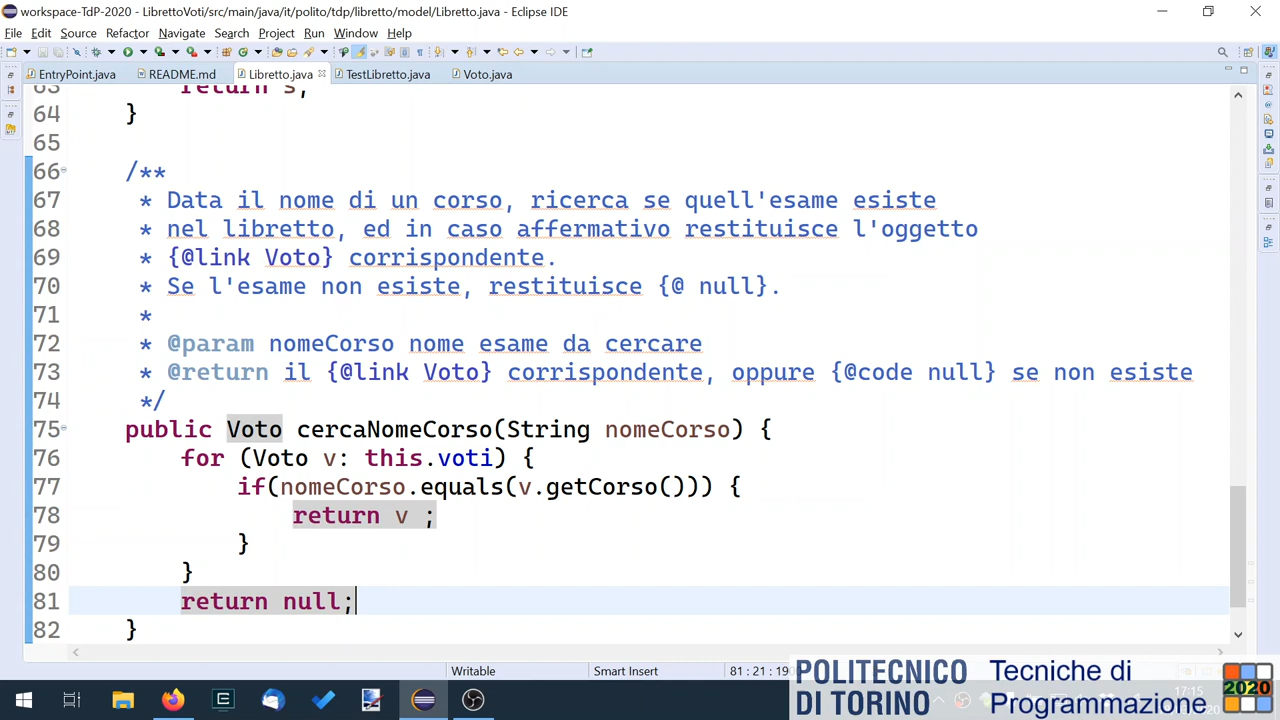 workspace-TdP-2020 - LibrettoVoti/src/main/java/it/polito/tdp/libretto/model/Libretto.java - Eclipse IDE
File Edit Source Refactor Navigate Search Project Run Window Help
EntryPoint.java README.md Libretto.java TestLibretto.java Voto.java
63 return s;
64 }
65
66 /**
67 * Data il nome di un corso, ricerca se quell'esame esiste
68 * nel libretto, ed in caso affermativo restituisce l'oggetto
69 * {@link Voto} corrispondente.
70 * Se l'esame non esiste, restituisce {@ null}.
71 *
72 * @param nomeCorso nome esame da cercare
73 * @return il {@link Voto} corrispondente, oppure {@code null} se non esiste
74 */
75 public Voto cercaNomeCorso(String nomeCorso) {
76 for (Voto v: this.voti) {
77 if(nomeCorso.equals(v.getCorso())) {
78 return v ;
79 }
80 }
81 return null;
82 }
Writable Smart Insert 81 : 21 : 190
POLITECNICO DI TORINO
Tecniche di Programmazione
2020
17:15